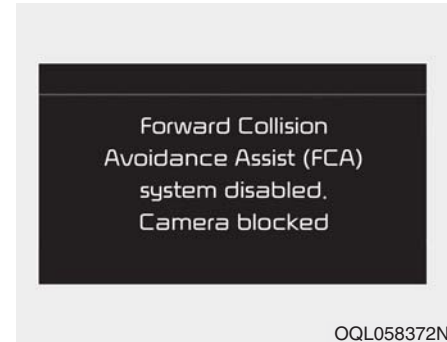 Forward Collision
Avoidance Assist (FCA)
system disabled.
Camera blocked
OQL058372N